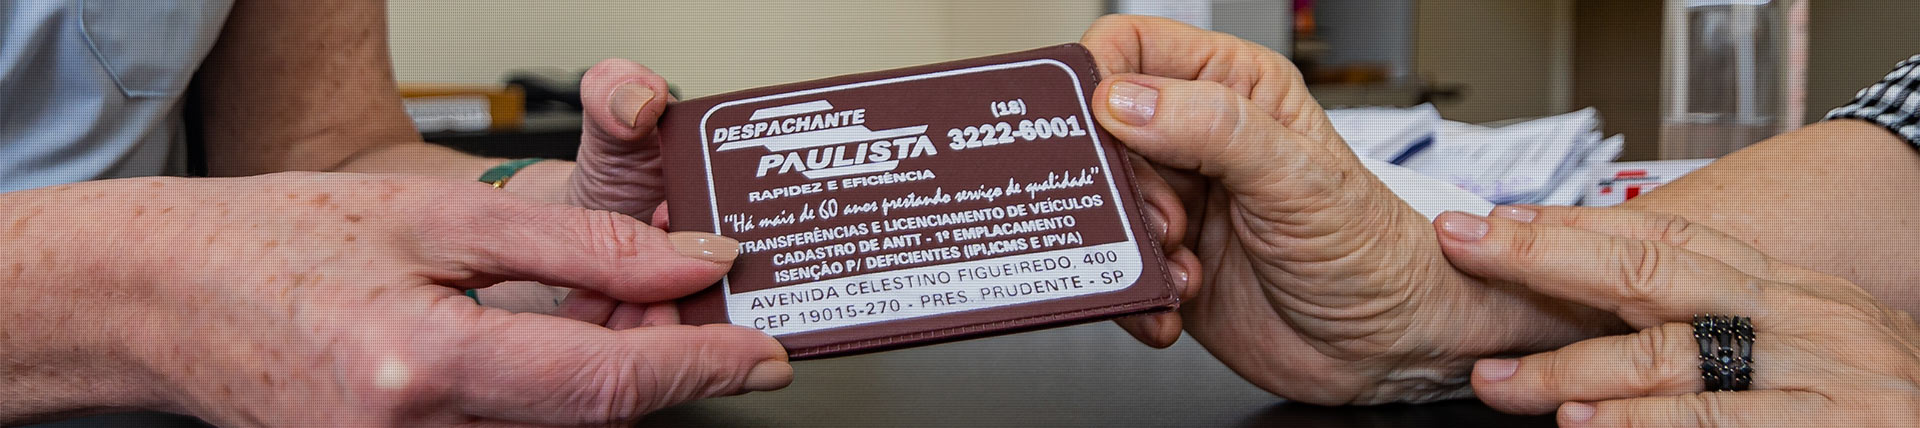 DESPACHANTE
PAULISTA
RAPIDEZ E EFICIÊNCIA
(18)
3222-6001
"Há mais de 60 anos prestando serviço de qualidade"
TRANSFERÊNCIAS E LICENCIAMENTO DE VEÍCULOS
CADASTRO DE ANTT - 1º EMPLACAMENTO
ISENÇÃO P/ DEFICIENTES (IPI,ICMS E IPVA)
AVENIDA CELESTINO FIGUEIREDO, 400
CEP 19015-270 - PRES. PRUDENTE - SP